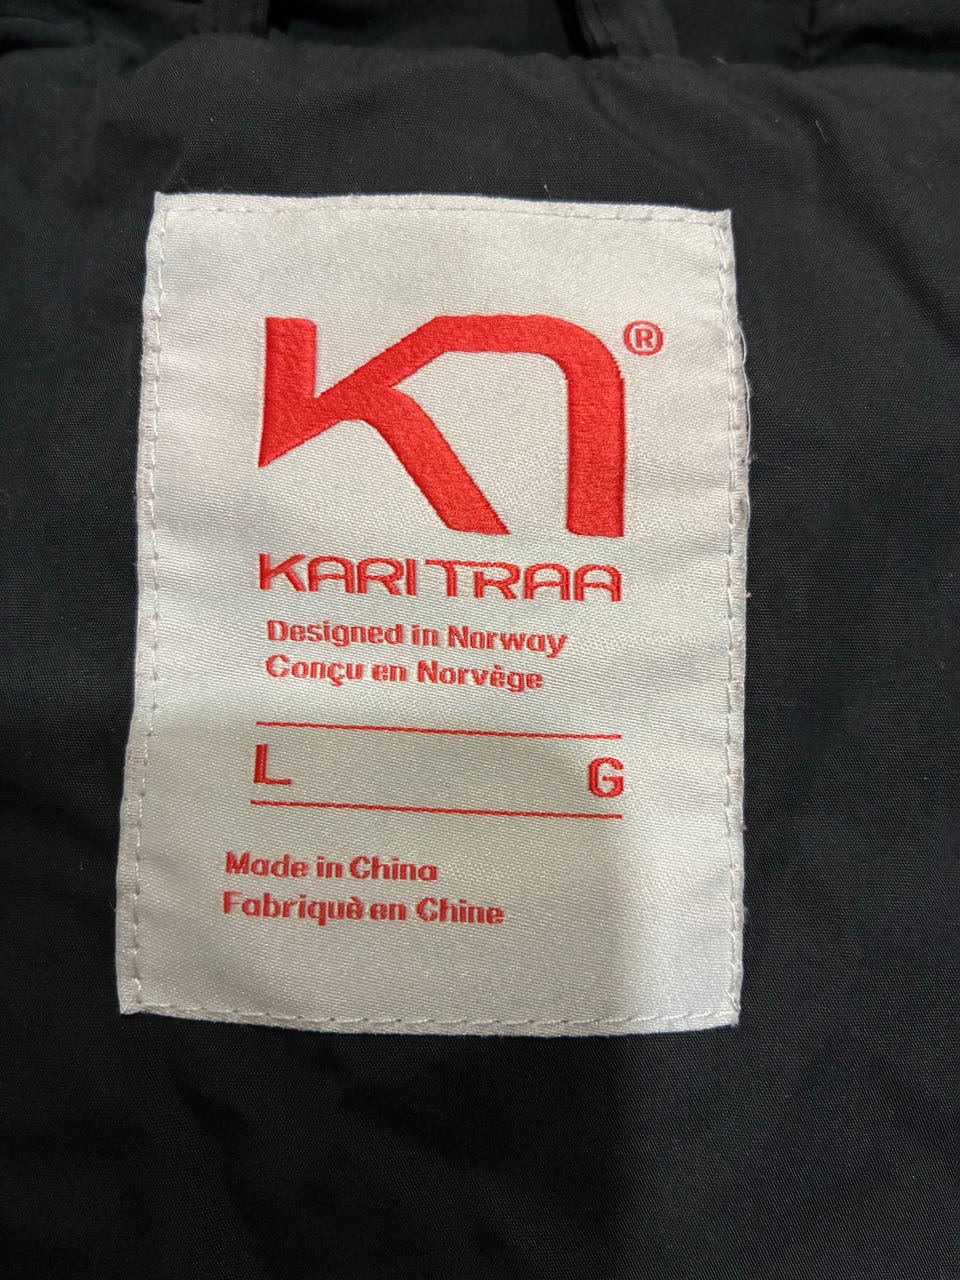 KARI TRAA
®
Designed in Norway
Conçu en Norvège
L G
Made in China
Fabriquè en Chine